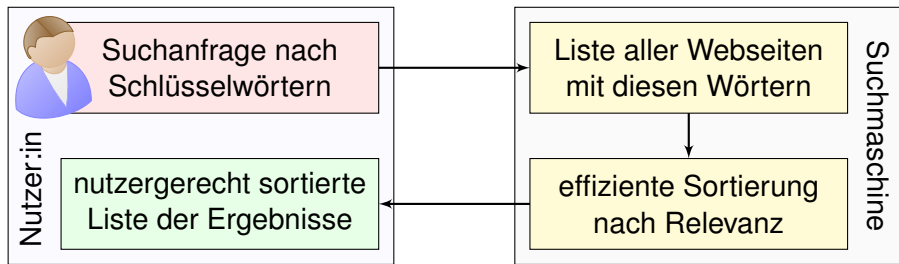 Suchanfrage nach
Schlüsselwörtern
Liste aller Webseiten
mit diesen Wörtern
effiziente Sortierung
nach Relevanz
nutzergerecht sortierte
Liste der Ergebnisse
Nutzer:in
Suchmaschine